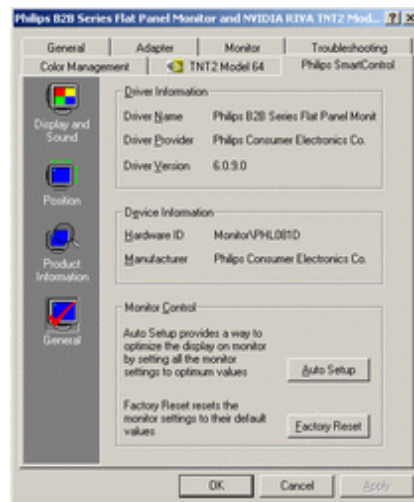 Philips B2B Series Flat Panel Monitor and NVIDIA RIVA TNT2 Mod...
General Adapter Monitor Troubleshooting
Color Management TNT2 Model 64 Philips SmartControl
Display and
Sound
Position
Product
Information
General
Driver Information
Driver Name Philips B2B Series Flat Panel Monit
Driver Provider Philips Consumer Electronics Co.
Driver Version 6.0.9.0
Device Information
Hardware ID Monitor\PHL081D
Manufacturer Philips Consumer Electronics Co.
Monitor Control
Auto Setup provides a way to
optimize the display on monitor
by setting all the monitor
settings to optimum values
Auto Setup
Factory Reset resets the
monitor settings to their default
values
Factory Reset
OK Cancel Apply